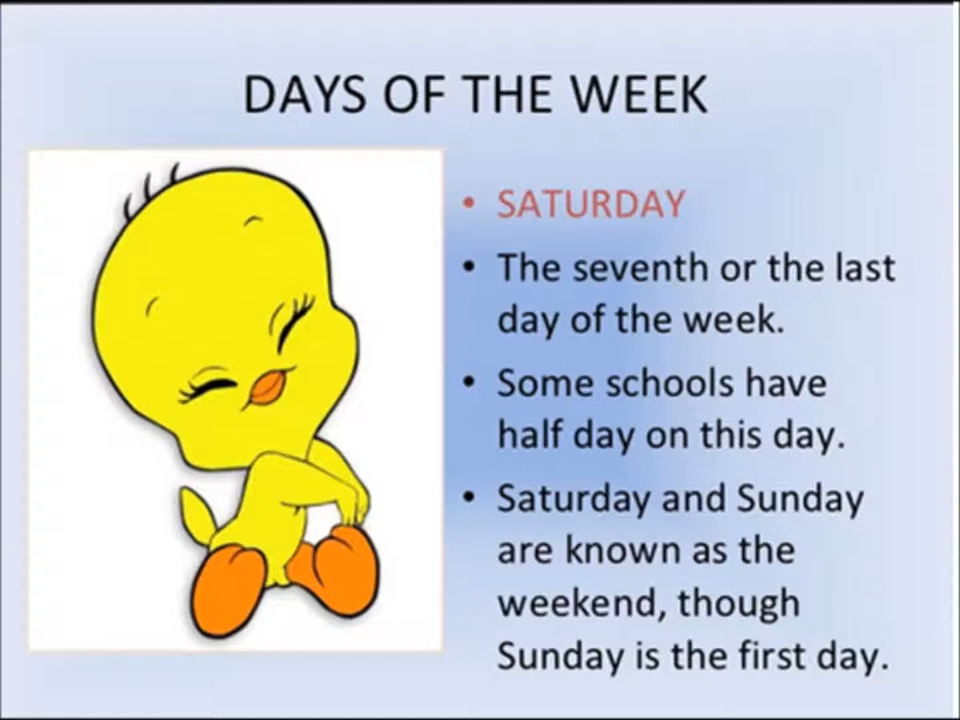 DAYS OF THE WEEK
• SATURDAY
• The seventh or the last
day of the week.
• Some schools have
half day on this day.
• Saturday and Sunday
are known as the
weekend, though
Sunday is the first day.